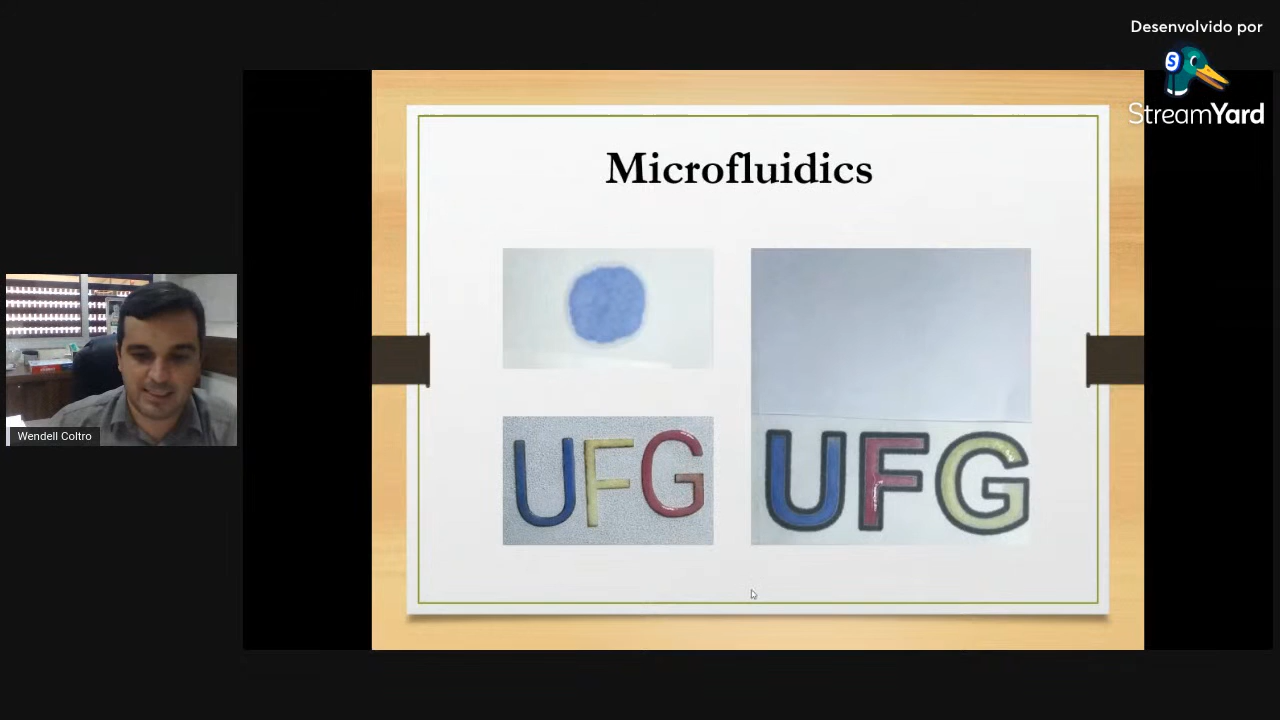 Desenvolvido por
StreamYard
Microfluidics
UFG
UFG
Wendell Coltro